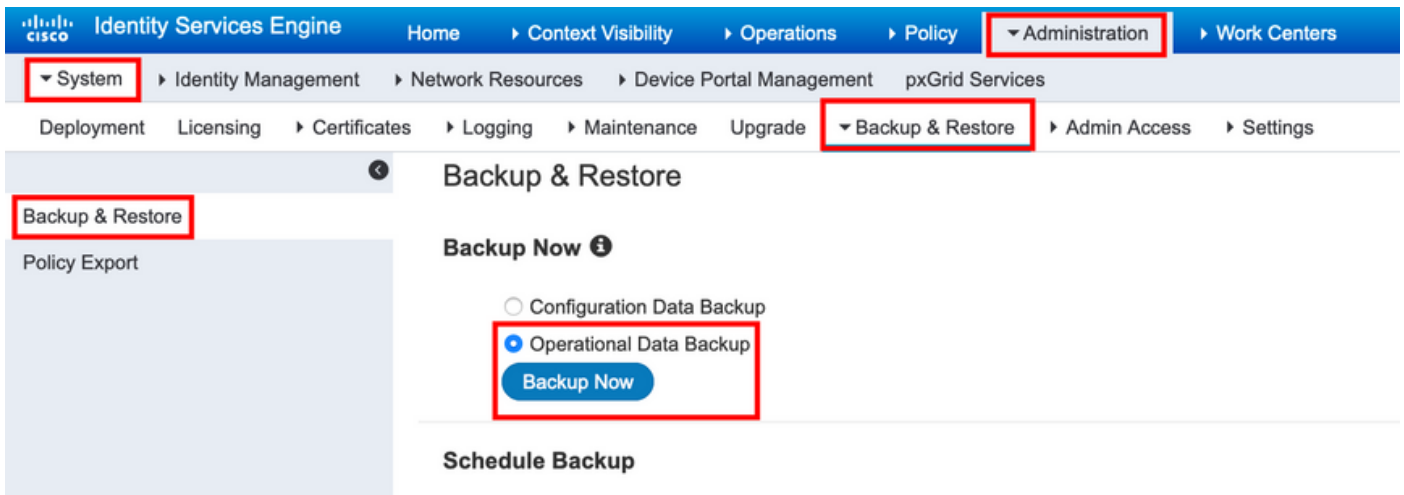 cisco Identity Services Engine Home Context Visibility Operations Policy Administration Work Centers
System Identity Management Network Resources Device Portal Management pxGrid Services
Deployment Licensing Certificates Logging Maintenance Upgrade Backup & Restore Admin Access Settings
Backup & Restore
Policy Export
Backup & Restore
Backup Now
Configuration Data Backup
Operational Data Backup
Backup Now
Schedule Backup